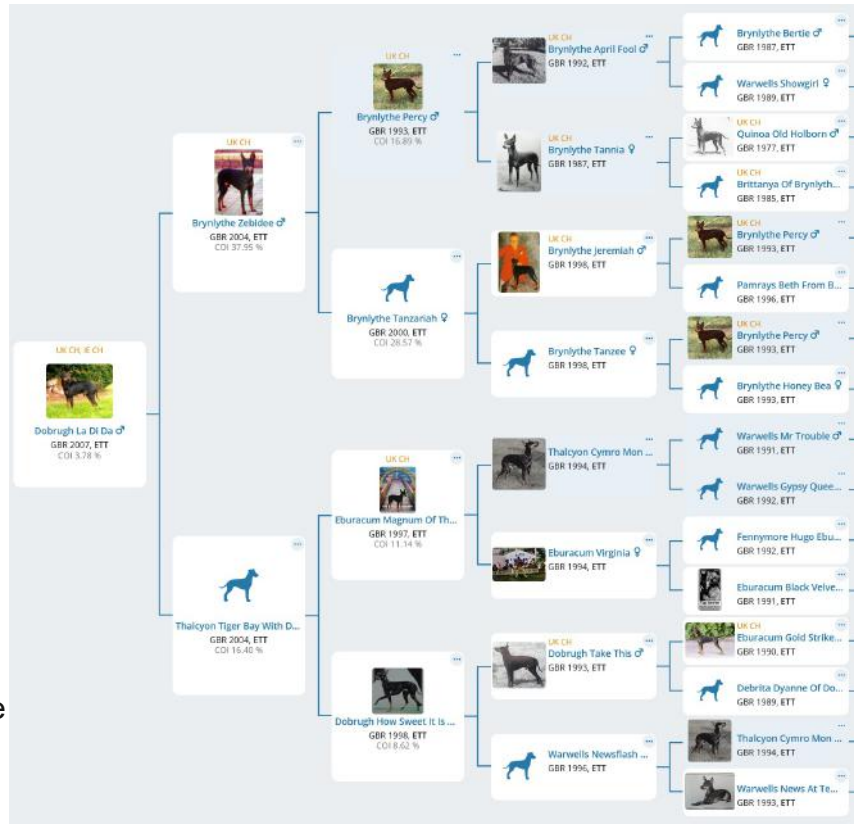 UK CH, IE CH
Dobrugh La Di Da ♂
GBR 2007, ETT
COI 3.78 %
UK CH
Brynlythe Zebidee ♂
GBR 2004, ETT
COI 37.95 %
Thalcyon Tiger Bay With D...
GBR 2004, ETT
COI 16.40 %
UK CH
Brynlythe Percy ♂
GBR 1993, ETT
COI 16.89 %
Brynlythe Tanzariah ♀
GBR 2000, ETT
COI 28.57 %
UK CH
Eburacum Magnum Of Th...
GBR 1997, ETT
COI 11.14 %
Dobrugh How Sweet It Is ...
GBR 1998, ETT
COI 8.62 %
UK CH
Brynlythe April Fool ♂
GBR 1992, ETT
UK CH
Brynlythe Tannia ♀
GBR 1987, ETT
UK CH
Brynlythe Jeremiah ♂
GBR 1998, ETT
Brynlythe Tanzee ♀
GBR 1998, ETT
Thalcyon Cymro Mon ...
GBR 1994, ETT
Eburacum Virginia ♀
GBR 1994, ETT
UK CH
Dobrugh Take This ♂
GBR 1993, ETT
Warwells Newsflash ...
GBR 1996, ETT
Brynlythe Bertie ♂
GBR 1987, ETT
Warwells Showgirl ♀
GBR 1989, ETT
UK CH
Quinoa Old Holborn ♂
GBR 1977, ETT
UK CH
Brittanya Of Brynlyth...
GBR 1985, ETT
UK CH
Brynlythe Percy ♂
GBR 1993, ETT
Pamrays Beth From B...
GBR 1996, ETT
UK CH
Brynlythe Percy ♂
GBR 1993, ETT
Brynlythe Honey Bea ♀
GBR 1993, ETT
Warwells Mr Trouble ♂
GBR 1991, ETT
Warwells Gypsy Quee...
GBR 1992, ETT
Fennymore Hugo Ebu...
GBR 1992, ETT
Eburacum Black Velve...
GBR 1991, ETT
UK CH
Eburacum Gold Strike...
GBR 1990, ETT
Debrita Dyanne Of Do...
GBR 1989, ETT
Thalcyon Cymro Mon ...
GBR 1994, ETT
Warwells News At Te...
GBR 1993, ETT
e